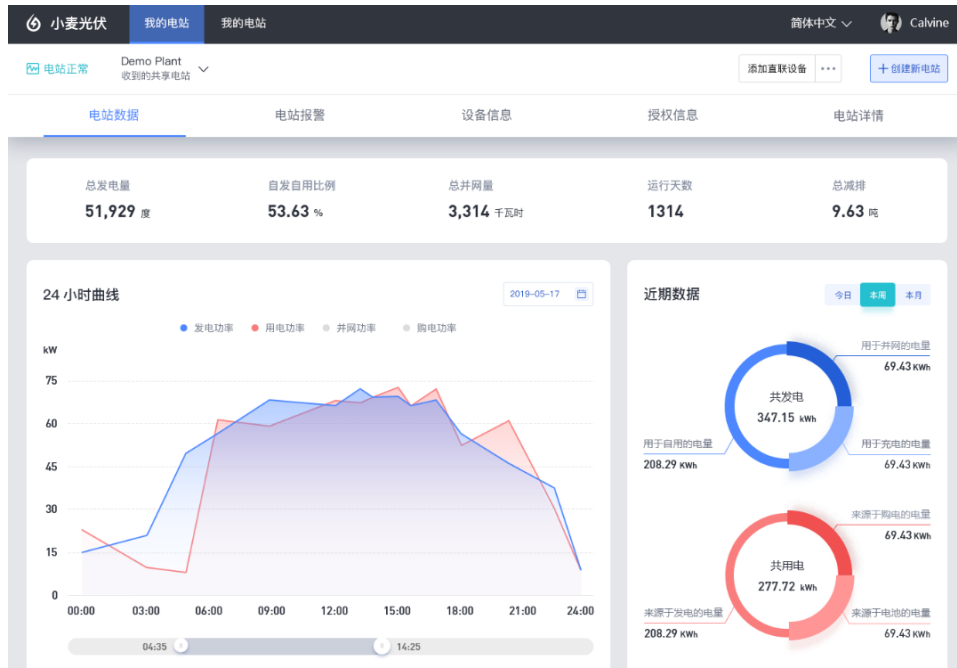 小麦光伏 我的电站 我的电站 简体中文 Calvine
电站正常 Demo Plant 添加直联设备 ··· +创建新电站
收到的共享电站
电站数据 电站报警 设备信息 授权信息 电站详情
总发电量 自发自用比例 总并网量 运行天数 总减排
51,929 度 53.63 % 3,314 千瓦时 1314 9.63 吨
24 小时曲线 2019-05-17
发电功率 用电功率 并网功率 购电功率
kW
75
60
45
30
15
0
00:00 03:00 06:00 09:00 12:00 15:00 18:00 21:00 24:00
04:35 14:25
近期数据 今日 本周 本月
用于并网的电量
69.43 KWh
共发电
347.15 kWh
用于自用的电量 用于充电的电量
208.29 KWh 69.43 KWh
来源于购电的电量
69.43 KWh
共用电
277.72 kWh
来源于发电的电量 来源于电池的电量
208.29 KWh 69.43 KWh